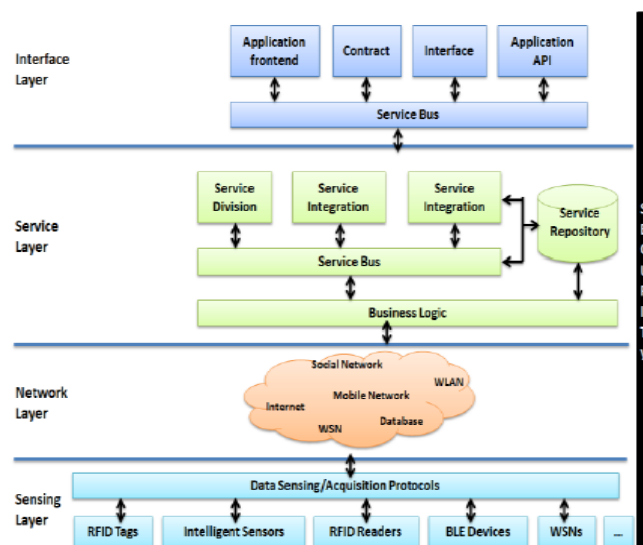 Interface
Layer
Application
frontend
Contract
Interface
Application
API
Service Bus
Service
Layer
Service
Division
Service
Integration
Service
Integration
Service
Repository
Service Bus
Business Logic
Network
Layer
Social Network
WLAN
Mobile Network
Internet
Database
WSN
Sensing
Layer
Data Sensing/Acquisition Protocols
RFID Tags
Intelligent Sensors
RFID Readers
BLE Devices
WSNs
....